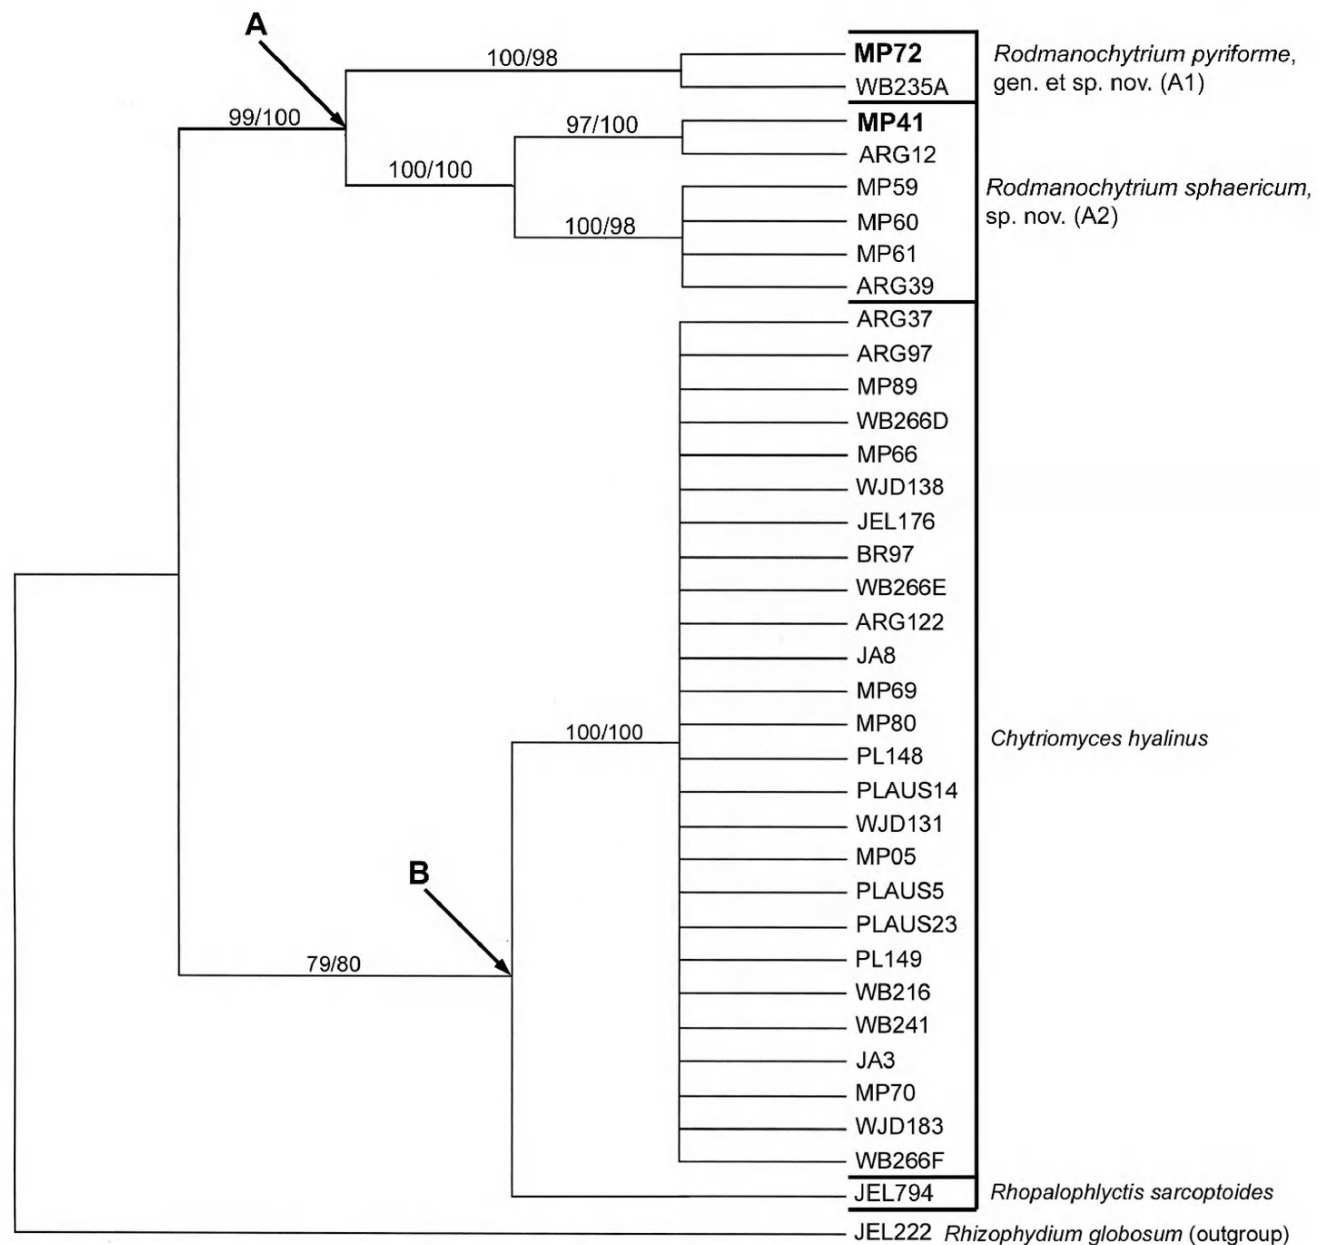 A
100/98
MP72
Rodmanochytrium pyriforme,
gen. et sp. nov. (A1)
WB235A
99/100
97/100
MP41
ARG12
100/100
MP59
Rodmanochytrium sphaericum,
sp. nov. (A2)
100/98
MP60
MP61
ARG39
ARG37
ARG97
MP89
WB266D
MP66
WJD138
JEL176
BR97
WB266E
ARG122
JA8
MP69
MP80
100/100
Chytriomyces hyalinus
PL148
PLAUS14
WJD131
MP05
B
PLAUS5
PLAUS23
PL149
79/80
WB216
WB241
JA3
MP70
WJD183
WB266F
JEL794 Rhopalophlyctis sarcoptoides
JEL222 Rhizophydium globosum (outgroup)